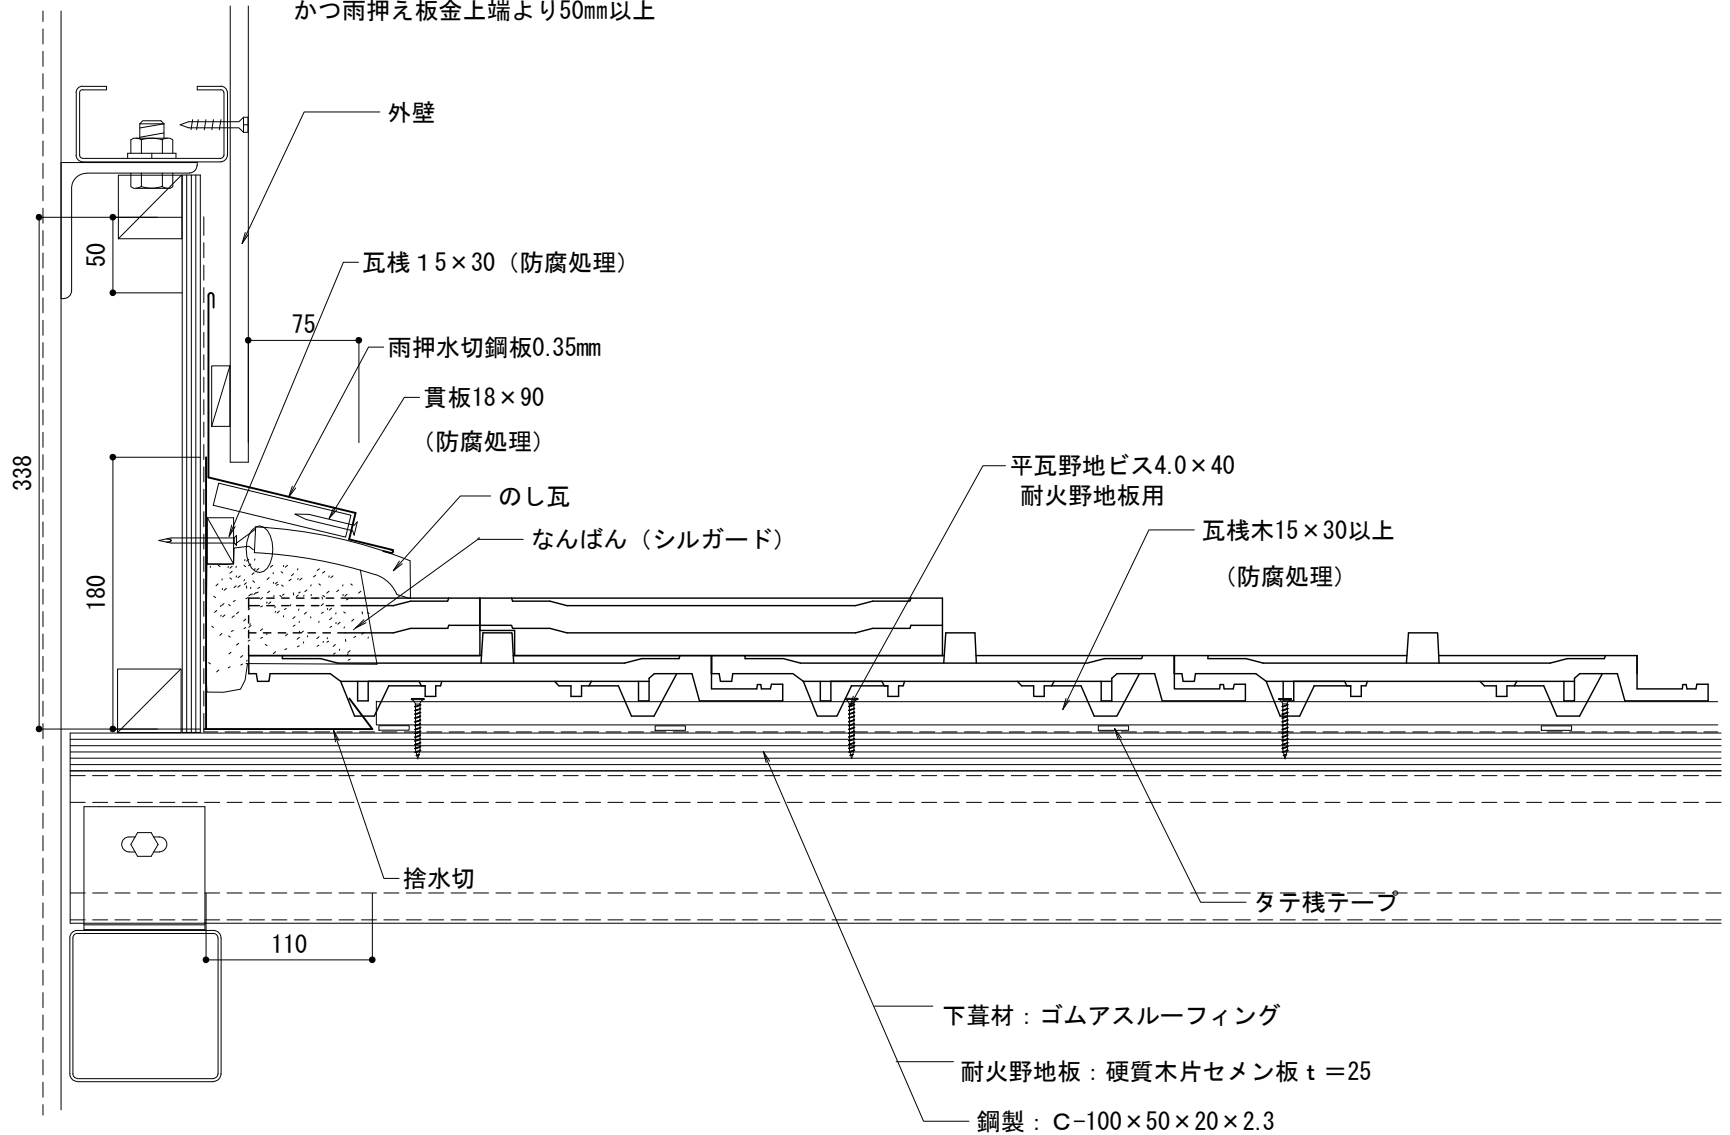 かつ雨押え板金上端より50mm以上
外壁
50
瓦桟１5×30（防腐処理）
75
雨押水切鋼板0.35mm
貫板18×90
（防腐処理）
338
180
のし瓦
なんばん（シルガード）
平瓦野地ビス4.0×40
耐火野地板用
瓦桟木15×30以上
（防腐処理）
捨水切
タテ桟テープ
110
下葺材：ゴムアスルーフィング
耐火野地板：硬質木片セメン板ｔ＝25
鋼製：Ｃ-100×50×20×2.3